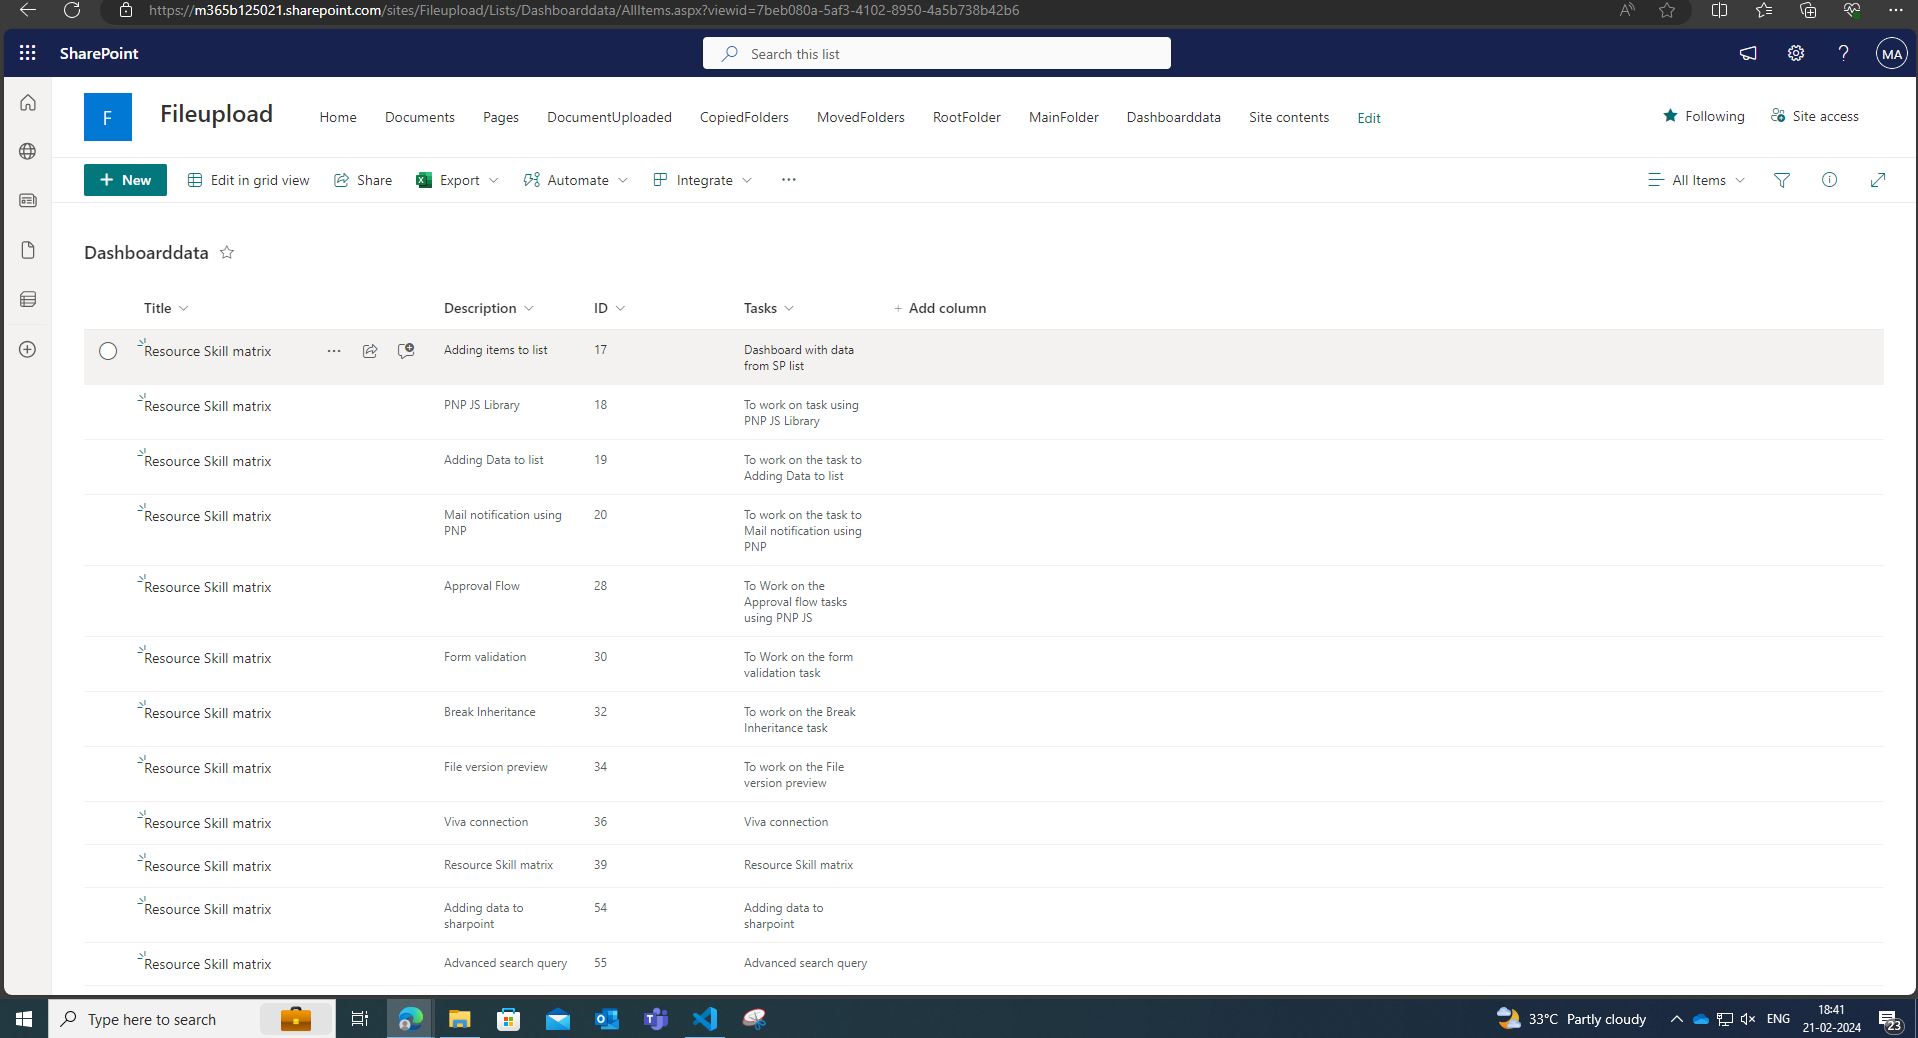 https://m365b125021.sharepoint.com/sites/Fileupload/Lists/Dashboarddata/AllItems.aspx?viewid=7beb080a-5af3-4102-8950-4a5b738b42b6
SharePoint
Search this list
MA
F
Fileupload
Home Documents Pages DocumentUploaded CopiedFolders MovedFolders RootFolder MainFolder Dashboarddata Site contents Edit
Following Site access
+ New Edit in grid view Share Export Automate Integrate ... All Items
Dashboarddata
Title Description ID Tasks + Add column
Resource Skill matrix ... Adding items to list 17 Dashboard with data
from SP list
Resource Skill matrix PNP JS Library 18 To work on task using
PNP JS Library
Resource Skill matrix Adding Data to list 19 To work on the task to
Adding Data to list
Resource Skill matrix Mail notification using 20 To work on the task to
PNP Mail notification using
PNP
Resource Skill matrix Approval Flow 28 To Work on the
Approval flow tasks
using PNP JS
Resource Skill matrix Form validation 30 To Work on the form
validation task
Resource Skill matrix Break Inheritance 32 To work on the Break
Inheritance task
Resource Skill matrix File version preview 34 To work on the File
version preview
Resource Skill matrix Viva connection 36 Viva connection
Resource Skill matrix Resource Skill matrix 39 Resource Skill matrix
Resource Skill matrix Adding data to 54 Adding data to
sharpoint sharpoint
Resource Skill matrix Advanced search query 55 Advanced search query
Type here to search
33°C Partly cloudy ENG 18:41
21-02-2024 23